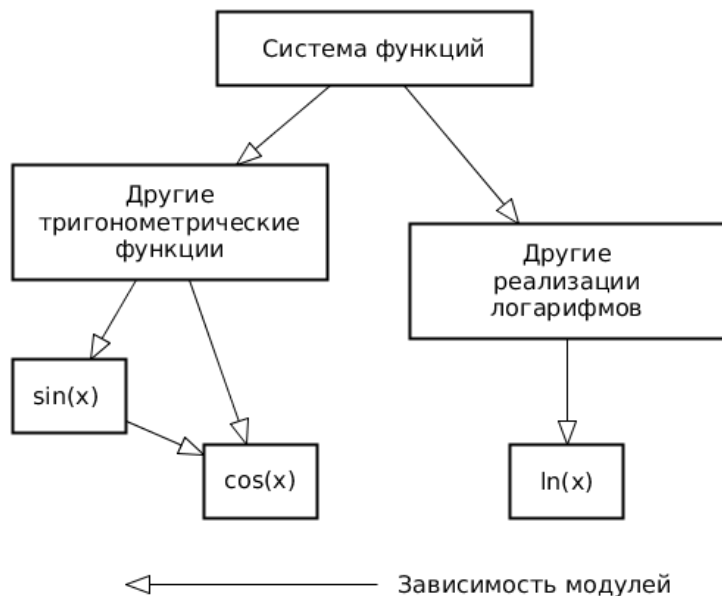 Система функций
Другие
тригонометрические
функции
Другие
реализации
логарифмов
sin(x)
cos(x)
ln(x)
Зависимость модулей